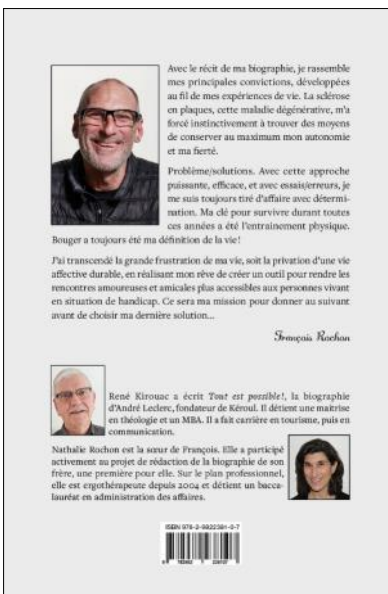 Avec le récit de ma biographie, je rassemble
mes principales convictions, développées
au fil de mes expériences de vie. La sclérose
en plaques, cette maladie dégénérative, m'a
forcé instinctivement à trouver des moyens
de conserver au maximum mon autonomie
et ma fierté.
Problème/solutions. Avec cette approche
puissante, efficace, et avec essais/erreurs, je
me suis toujours tiré d'affaire avec détermi-
nation. Ma clé pour survivre durant toutes
ces années a été l'entrainement physique.
Bouger a toujours été ma définition de la vie!
J'ai transcendé la grande frustration de ma vie, soit la privation d'une vie
affective durable, en réalisant mon rêve de créer un outil pour rendre les
rencontres amoureuses et amicales plus accessibles aux personnes vivant
en situation de handicap. Ce sera ma mission pour donner au suivant
avant de choisir ma dernière solution...
François Rochon
René Kirouac a écrit Tout est possible!, la biographie
d'André Leclerc, fondateur de Kéroul. Il détient une maitrise
en théologie et un MBA. Il a fait carrière en tourisme, puis en
communication.
Nathalie Rochon est la sœur de François. Elle a participé
activement au projet de rédaction de la biographie de son
frère, une première pour elle. Sur le plan professionnel,
elle est ergothérapeute depuis 2004 et détient un bacca-
lauréat en administration des affaires.